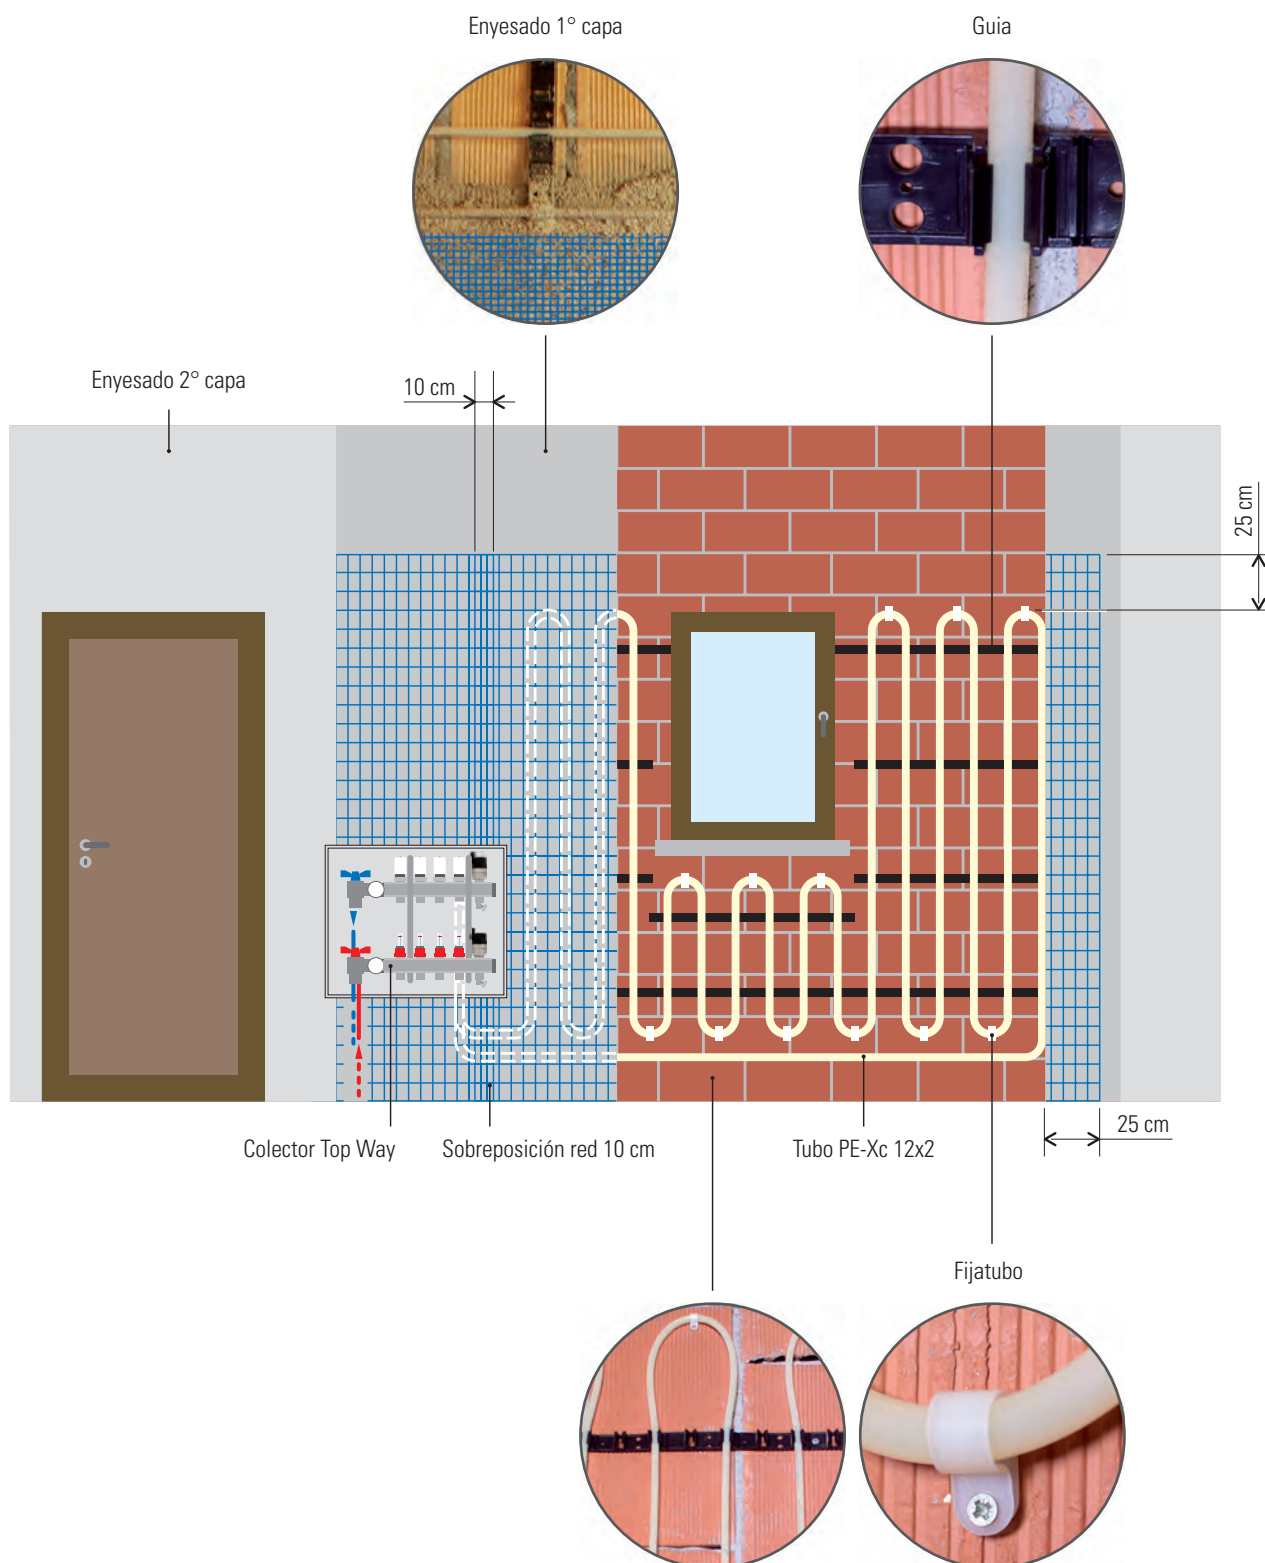 Enyesado 1° capa
Guia
Enyesado 2° capa
10 cm
25 cm
Colector Top Way
Sobreposición red 10 cm
Tubo PE-Xc 12x2
25 cm
Fijatubo